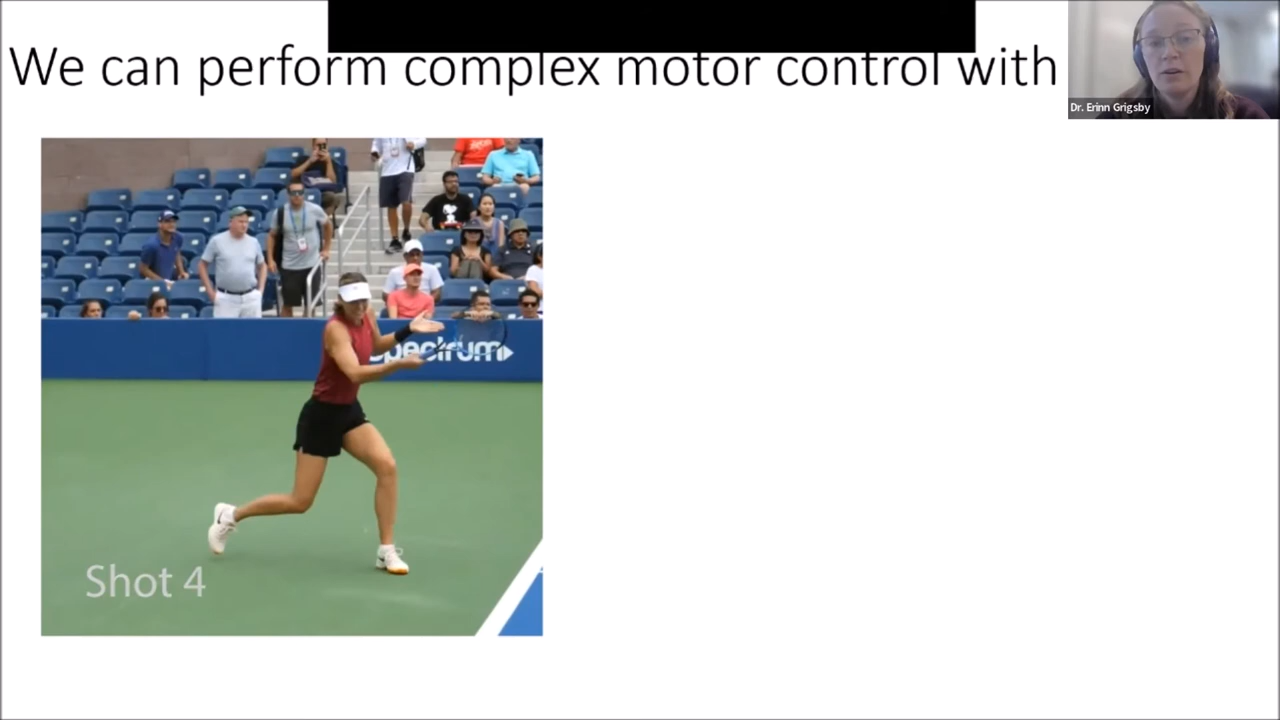 We can perform complex motor control with
Dr. Erinn Grigsby
spectrum
Shot 4